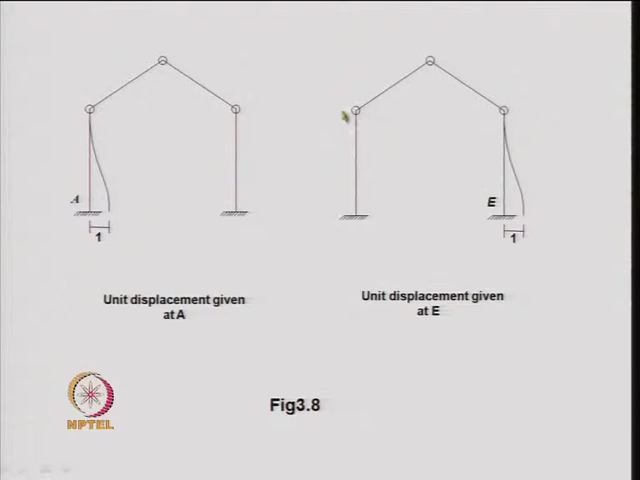 A
E
1
1
Unit displacement given
at A
Unit displacement given
at E
Fig3.8
NPTEL